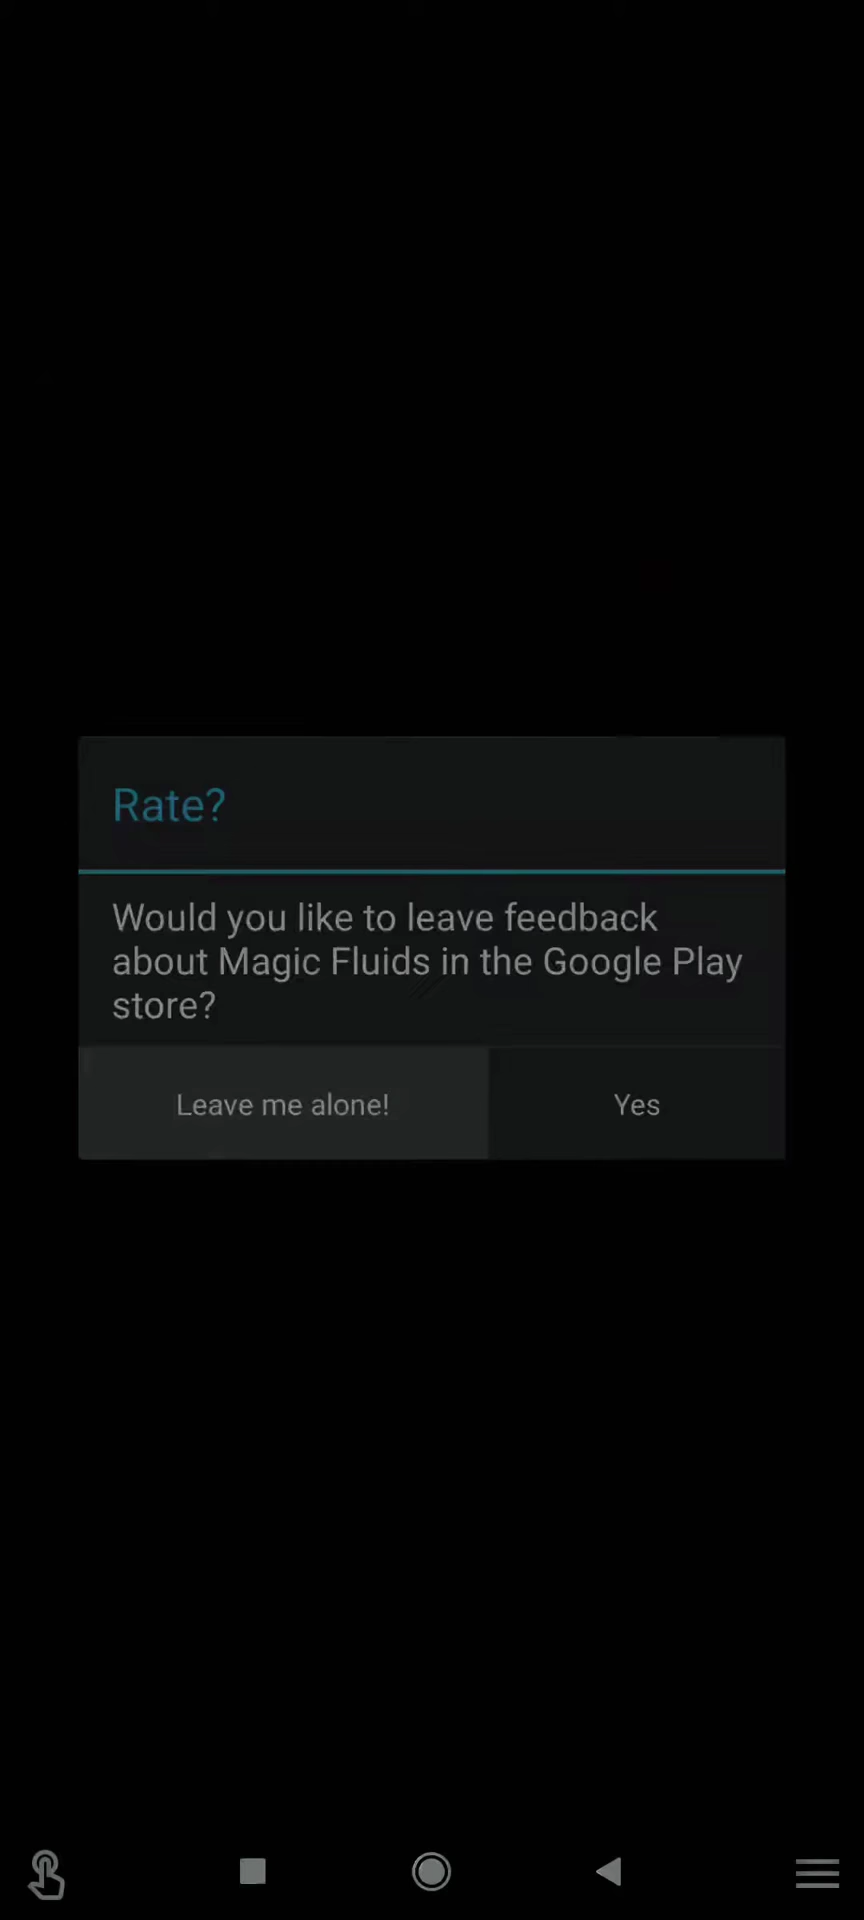 Rate?
Would you like to leave feedback
about Magic Fluids in the Google Play
store?
Leave me alone!
Yes